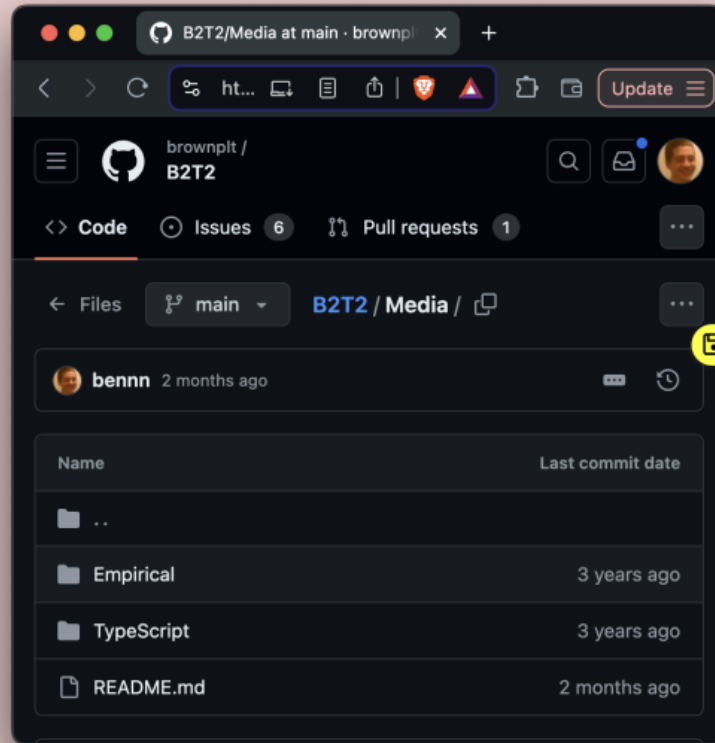 B2T2/Media at main · brownpl
ht...
Update
brownplt /
B2T2
Code
Issues 6
Pull requests 1
Files
main
B2T2 / Media /
bennn 2 months ago
Name Last commit date
..
Empirical 3 years ago
TypeScript 3 years ago
README.md 2 months ago